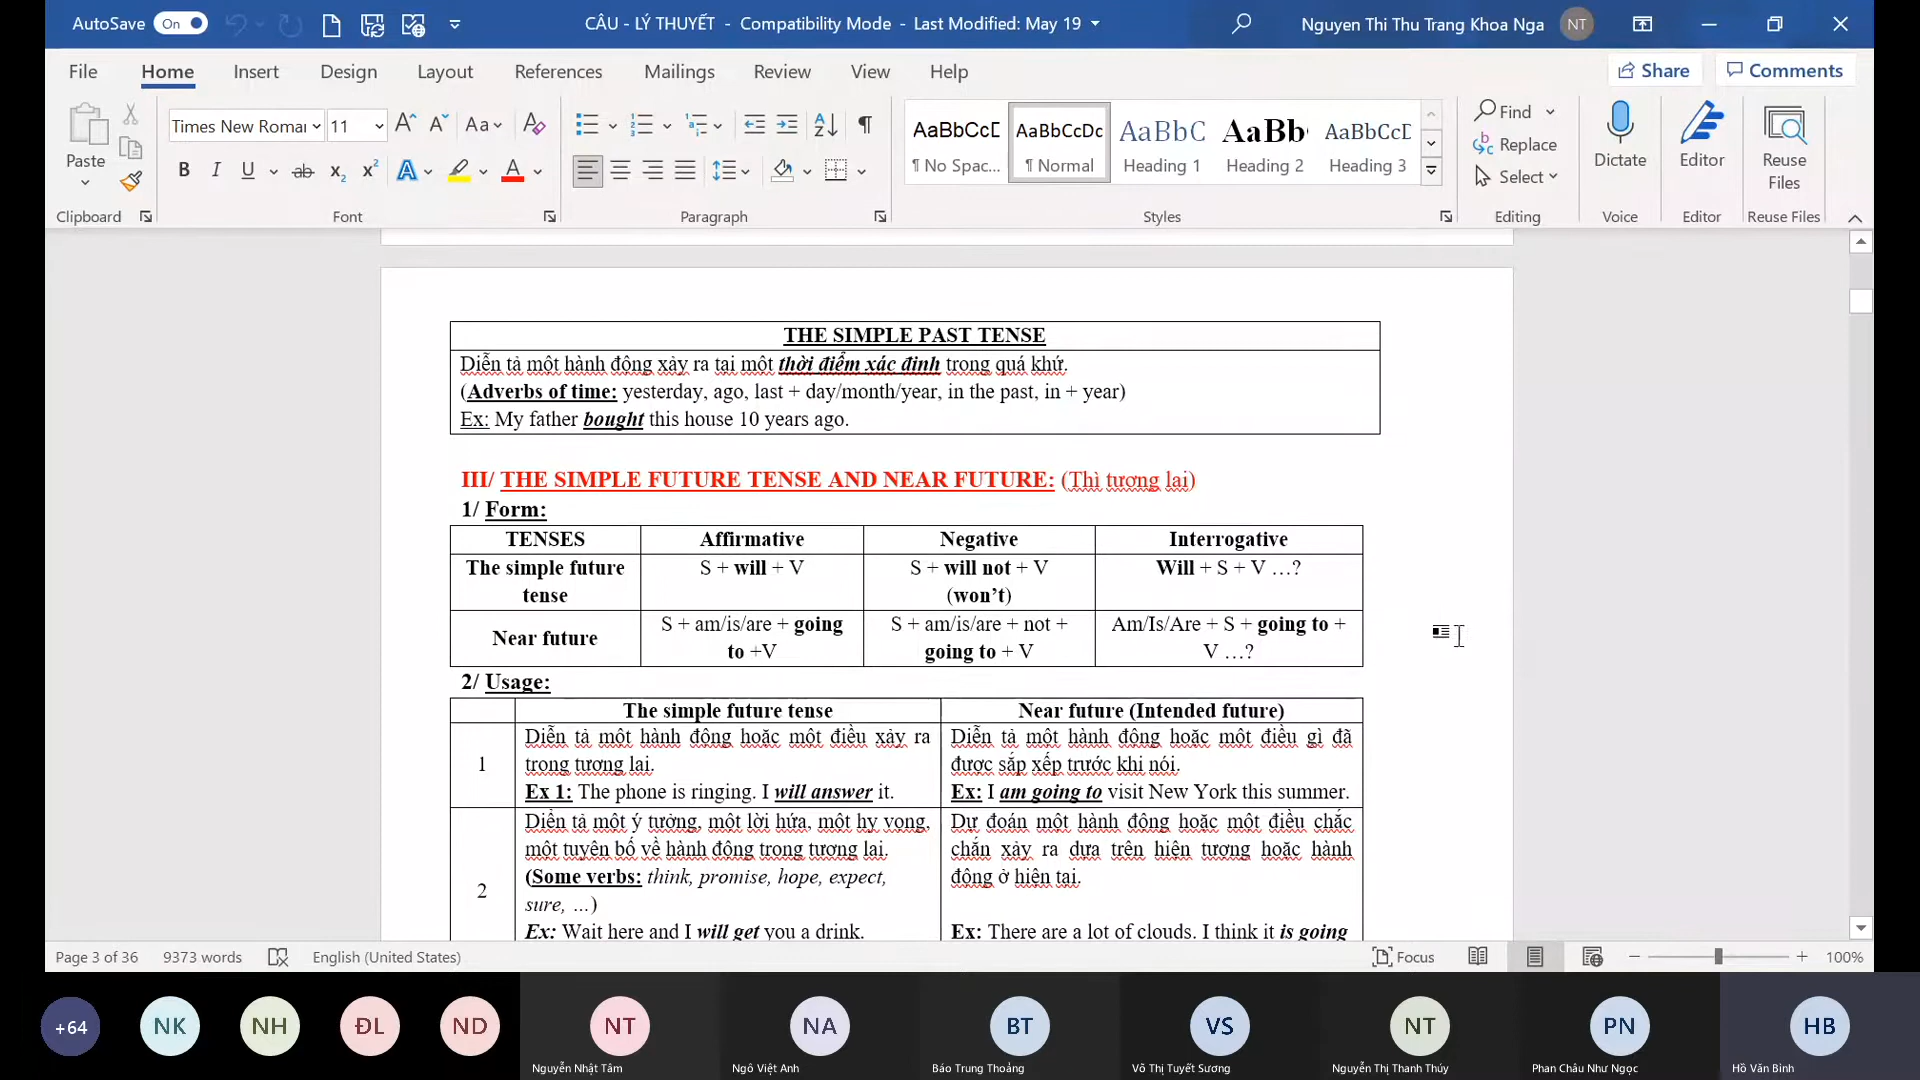 AutoSave On CÂU - LÝ THUYẾT - Compatibility Mode - Last Modified: May 19 Nguyen Thi Thu Trang Khoa Nga NT
File Home Insert Design Layout References Mailings Review View Help Share Comments
Paste
Clipboard
Times New Romai 11
Font
Paragraph
AaBbCcD
¶ No Spac...
AaBbCcDc
¶ Normal
AaBbC
Heading 1
AaBb
Heading 2
AaBbCcD
Heading 3
Styles
Find
Replace
Select
Editing
Dictate
Voice
Editor
Editor
Reuse
Files
Reuse Files
THE SIMPLE PAST TENSE
Diễn tả một hành động xảy ra tại một thời điểm xác định trong quá khứ.
(Adverbs of time: yesterday, ago, last + day/month/year, in the past, in + year)
Ex: My father bought this house 10 years ago.
III/ THE SIMPLE FUTURE TENSE AND NEAR FUTURE: (Thì tương lai)
1/ Form:
TENSES Affirmative Negative Interrogative
The simple future
tense
S + will + V
S + will not + V
(won’t)
Will + S + V …?
Near future
S + am/is/are + going
to +V
S + am/is/are + not +
going to + V
Am/Is/Are + S + going to +
V …?
2/ Usage:
The simple future tense Near future (Intended future)
1
Diễn tả một hành động hoặc một điều xảy ra
trong tương lai.
Ex 1: The phone is ringing. I will answer it.
Diễn tả một hành động hoặc một điều gì đã
được sắp xếp trước khi nói.
Ex: I am going to visit New York this summer.
2
Diễn tả một ý tưởng, một lời hứa, một hy vọng,
một tuyên bố về hành động trong tương lai.
(Some verbs: think, promise, hope, expect,
sure, …)
Ex: Wait here and I will get you a drink.
Dự đoán một hành động hoặc một điều chắc
chắn xảy ra dựa trên hiện tượng hoặc hành
động ở hiện tại.
Ex: There are a lot of clouds. I think it is going
Page 3 of 36 9373 words English (United States) Focus 100%
+64 NK NH ĐL ND NT NA BT VS NT PN HB
Nguyễn Nhật Tâm Ngô Việt Anh Báo Trung Thoảng Võ Thị Tuyết Sương Nguyễn Thị Thanh Thúy Phan Châu Như Ngọc Hồ Văn Bình